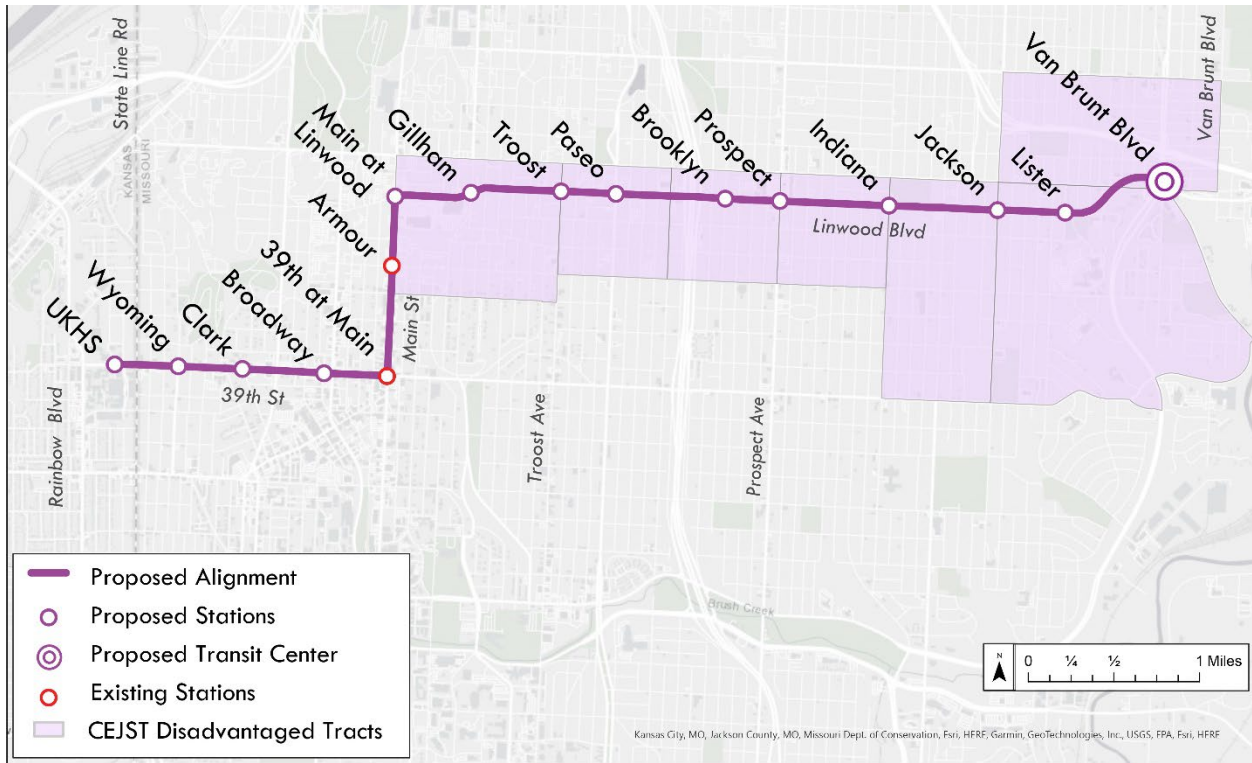 State Line Rd
KANSAS
MISSOURI
Main at
Linwood
Gillham
Troost
Paseo
Brooklyn
Prospect
Indiana
Jackson
Lister
Van Brunt Blvd
Van Brunt Blvd
Armour
39th at Main
Broadway
Clark
Wyoming
UKHS
Linwood Blvd
Main St
39th St
Rainbow Blvd
Troost Ave
Prospect Ave
Brush Creek
Proposed Alignment
Proposed Stations
Proposed Transit Center
Existing Stations
CEJST Disadvantaged Tracts
N
0 ¼ ½ 1 Miles
Kansas City, MO, Jackson County, MO, Missouri Dept. of Conservation, Esri, HERE, Garmin, GeoTechnologies, Inc., USGS, EPA, Esri, HERE